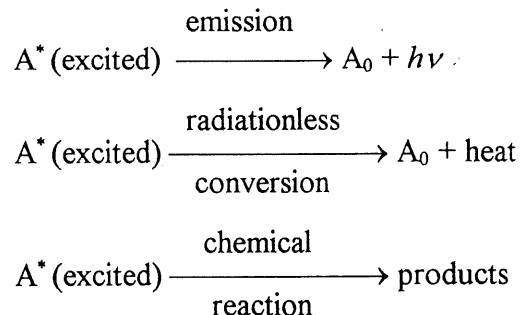 emission
A* (excited) ⟶ A₀ + hν
radiationless
A* (excited) ⟶ A₀ + heat
conversion
chemical
A* (excited) ⟶ products
reaction